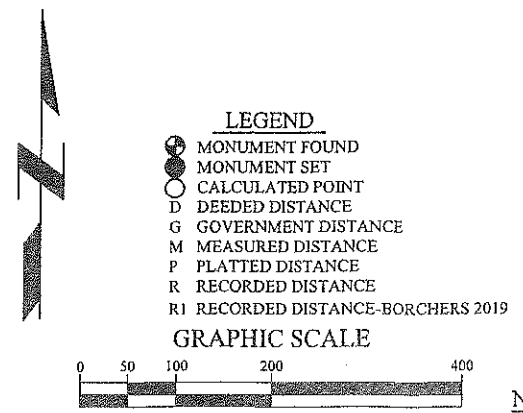 LEGEND
MONUMENT FOUND
MONUMENT SET
CALCULATED POINT
D DEEDED DISTANCE
G GOVERNMENT DISTANCE
M MEASURED DISTANCE
P PLATTED DISTANCE
R RECORDED DISTANCE
R1 RECORDED DISTANCE-BORCHERS 2019
GRAPHIC SCALE
0 50 100 200 400
N